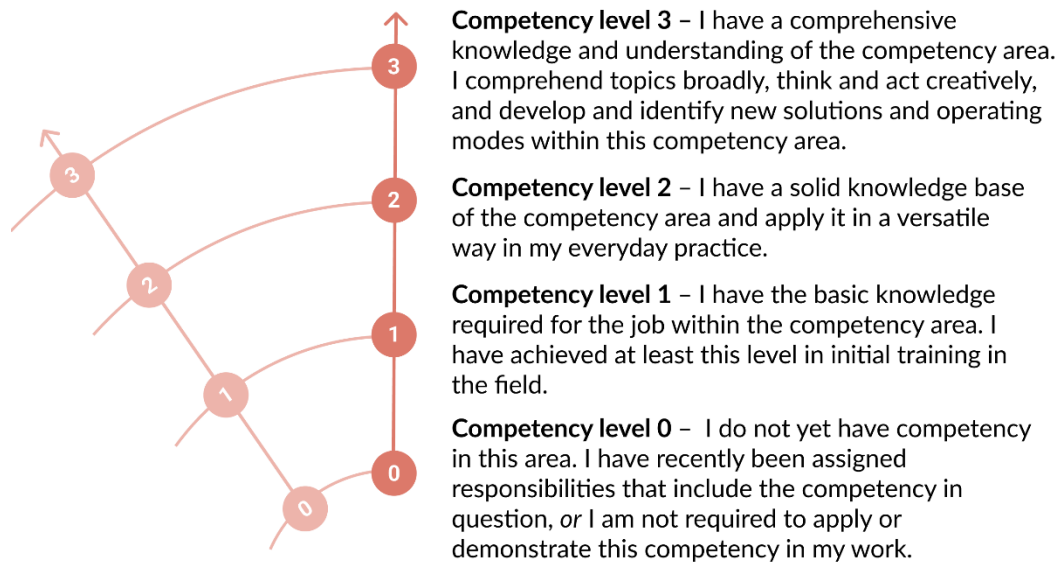 3
Competency level 3 – I have a comprehensive
knowledge and understanding of the competency area.
I comprehend topics broadly, think and act creatively,
and develop and identify new solutions and operating
modes within this competency area.
3
2
Competency level 2 – I have a solid knowledge base
of the competency area and apply it in a versatile
way in my everyday practice.
2
1
Competency level 1 – I have the basic knowledge
required for the job within the competency area. I
have achieved at least this level in initial training in
the field.
1
0
Competency level 0 –  I do not yet have competency
in this area. I have recently been assigned
responsibilities that include the competency in
question, or I am not required to apply or
demonstrate this competency in my work.
0